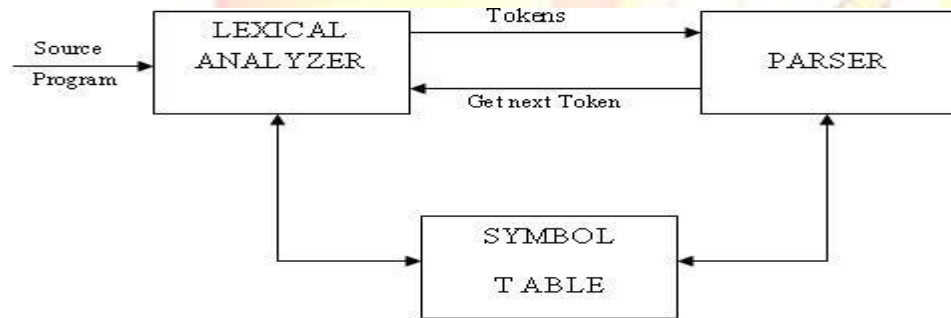 Source
Program
LEXICAL
ANALYZER
Tokens
Get next Token
PARSER
SYMBOL
TABLE